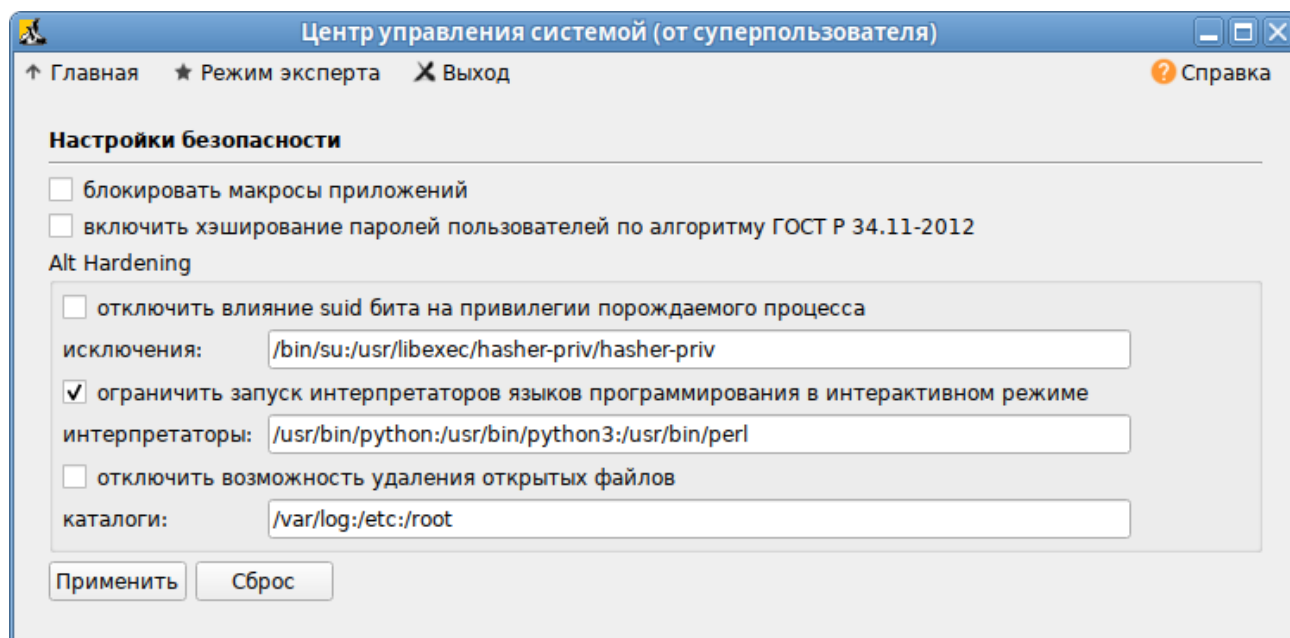 Центр управления системой (от суперпользователя)
Главная Режим эксперта Выход Справка
Настройки безопасности
блокировать макросы приложений
включить хэширование паролей пользователей по алгоритму ГОСТ Р 34.11-2012
Alt Hardening
отключить влияние suid бита на привилегии порождаемого процесса
исключения: /bin/su:/usr/libexec/hasher-priv/hasher-priv
ограничить запуск интерпретаторов языков программирования в интерактивном режиме
интерпретаторы: /usr/bin/python:/usr/bin/python3:/usr/bin/perl
отключить возможность удаления открытых файлов
каталоги: /var/log:/etc:/root
Применить Сброс